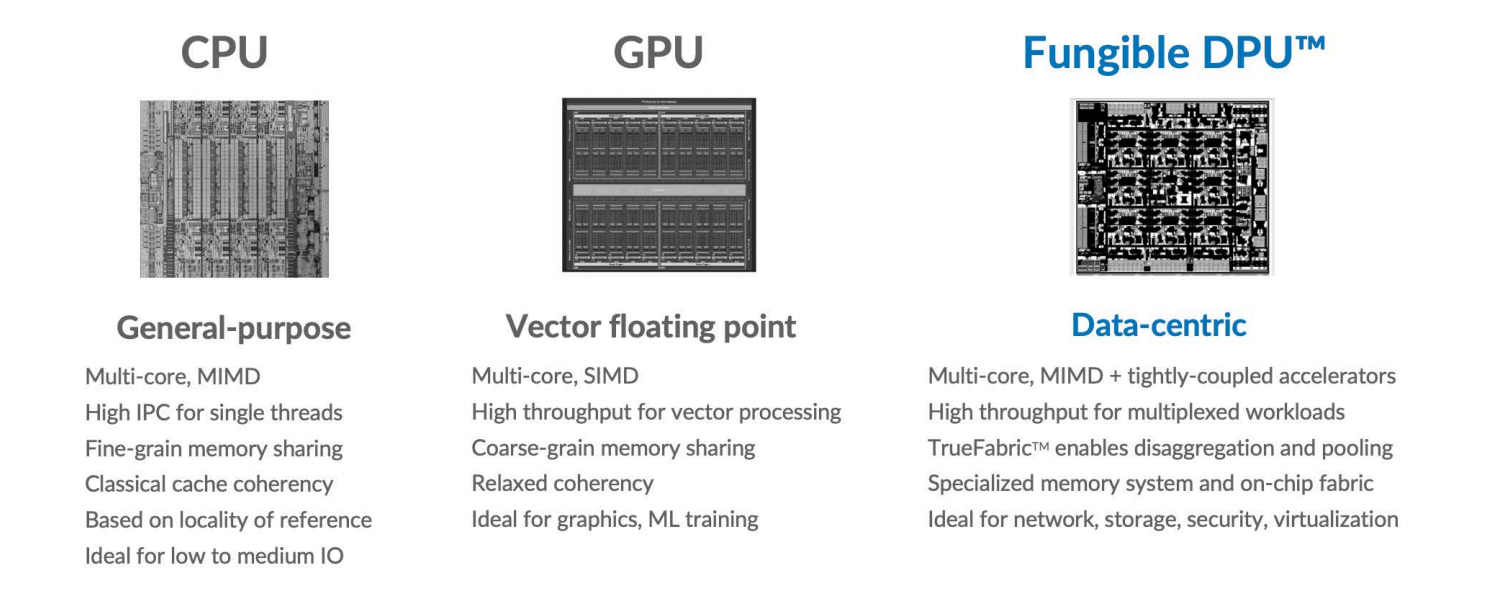 CPU
General-purpose
Multi-core, MIMD
High IPC for single threads
Fine-grain memory sharing
Classical cache coherency
Based on locality of reference
Ideal for low to medium IO
GPU
Vector floating point
Multi-core, SIMD
High throughput for vector processing
Coarse-grain memory sharing
Relaxed coherency
Ideal for graphics, ML training
Fungible DPU™
Data-centric
Multi-core, MIMD + tightly-coupled accelerators
High throughput for multiplexed workloads
TrueFabric™ enables disaggregation and pooling
Specialized memory system and on-chip fabric
Ideal for network, storage, security, virtualization